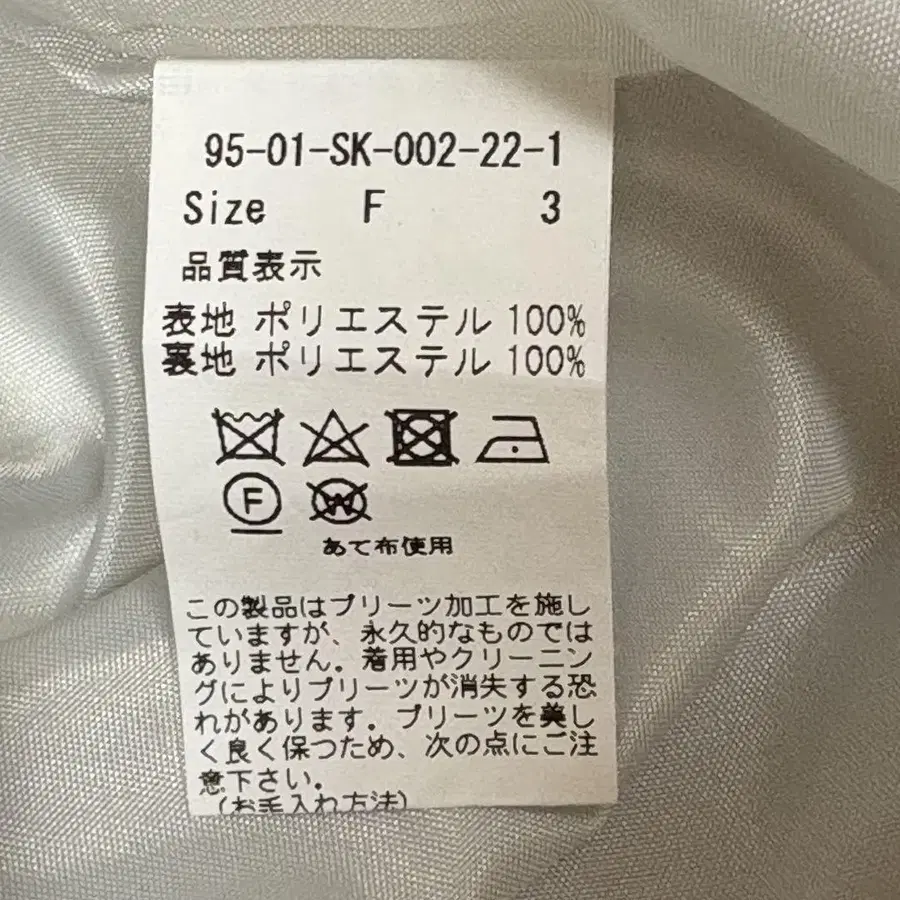 95-01-SK-002-22-1
Size F 3
品質表示
表地 ポリエステル 100%
裏地 ポリエステル 100%
F W
あて布使用
この製品はプリーツ加工を施し
ていますが、永久的なものでは
ありません。着用やクリーニン
グによりプリーツが消失する恐
れがあります。プリーツを美し
く良く保つため、次の点にご注
意下さい。
(お手入れ方法)